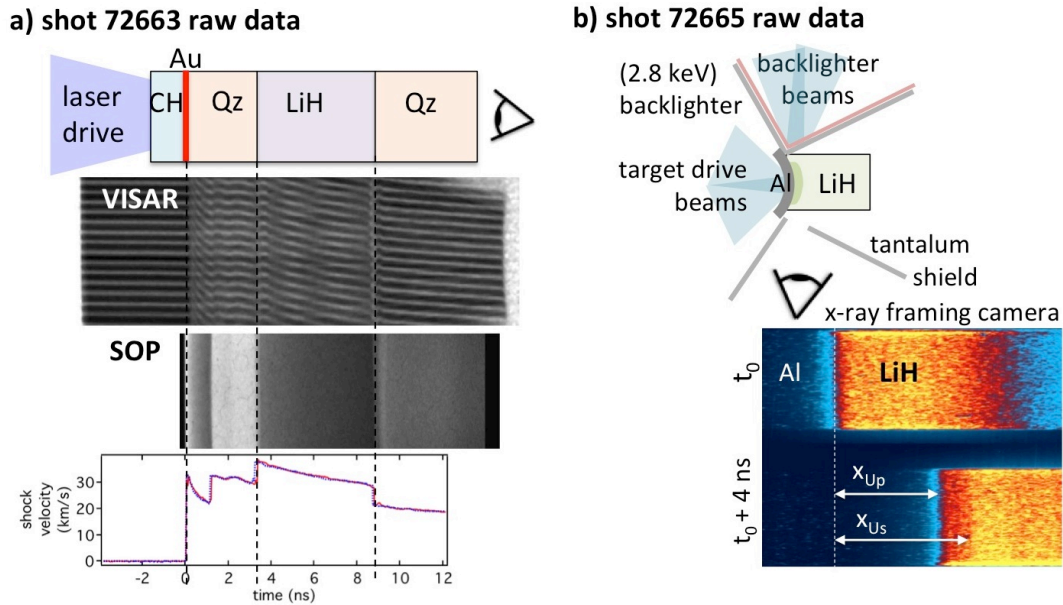 a) shot 72663 raw data
Au
laser
drive
CH
Qz
LiH
Qz
VISAR
SOP
shock
velocity
(km/s)
30
20
10
0
-2
0
2
4
6
8
10
12
time (ns)
b) shot 72665 raw data
(2.8 keV)
backlighter
backlighter
beams
target drive
beams
Al
LiH
tantalum
shield
x-ray framing camera
t0
Al
LiH
t0 + 4 ns
xUp
xUs